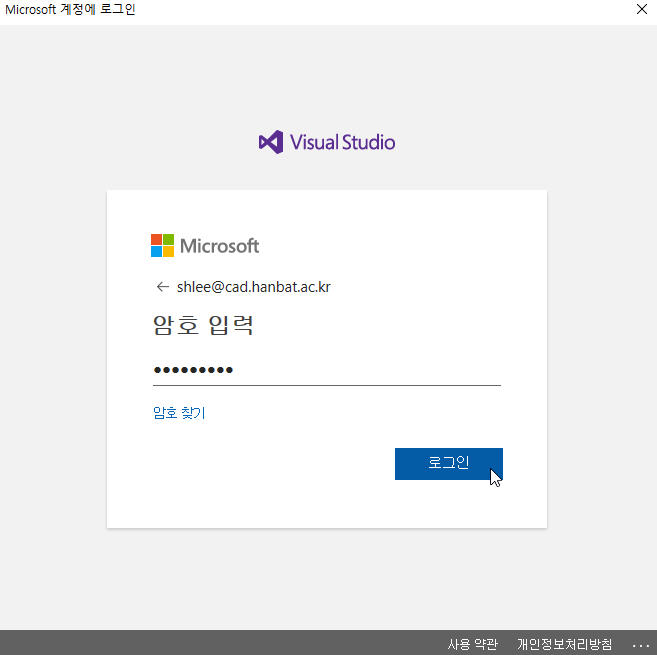 Microsoft 계정에 로그인
Visual Studio
Microsoft
shlee@cad.hanbat.ac.kr
암호 입력
●●●●●●●●●
암호 찾기
로그인
사용 약관 개인정보처리방침 ...